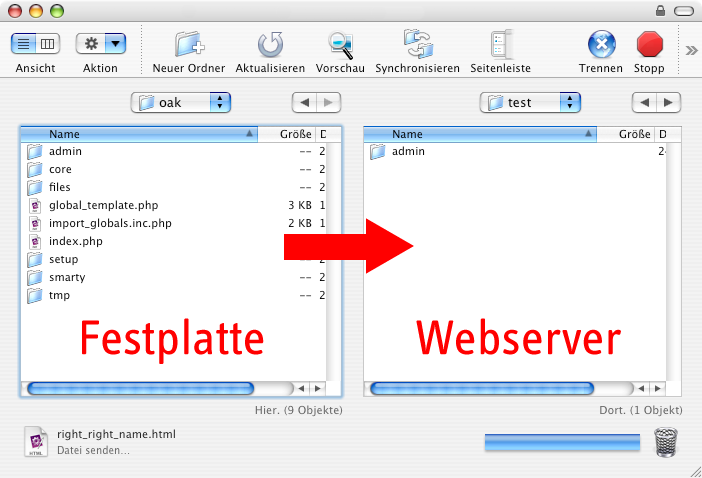 Ansicht Aktion Neuer Ordner Aktualisieren Vorschau Synchronisieren Seitenleiste Trennen Stopp
oak test
Name Größe D Name Größe D
admin -- 2 admin 2
core -- 2
files -- 2
global_template.php 3 KB 1
import_globals.inc.php 2 KB 1
index.php
setup -- 2
smarty -- 2
tmp -- 2
Festplatte Webserver
Hier. (9 Objekte) Dort. (1 Objekt)
right_right_name.html
HTML Datei senden...